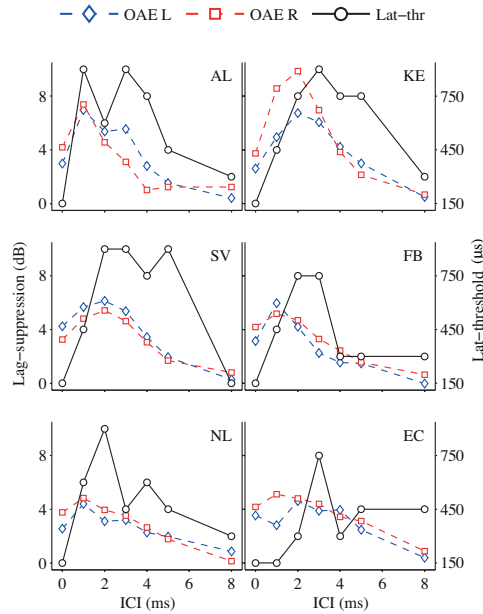 OAE L OAE R Lat−thr
AL KE
8 750
4 450
0 150
SV FB
8 750
4 450
0 150
NL EC
8 750
4 450
0 150
0 2 4 8 0 2 4 8
ICI (ms) ICI (ms)
Lag−suppression (dB)
Lat−threshold (µs)